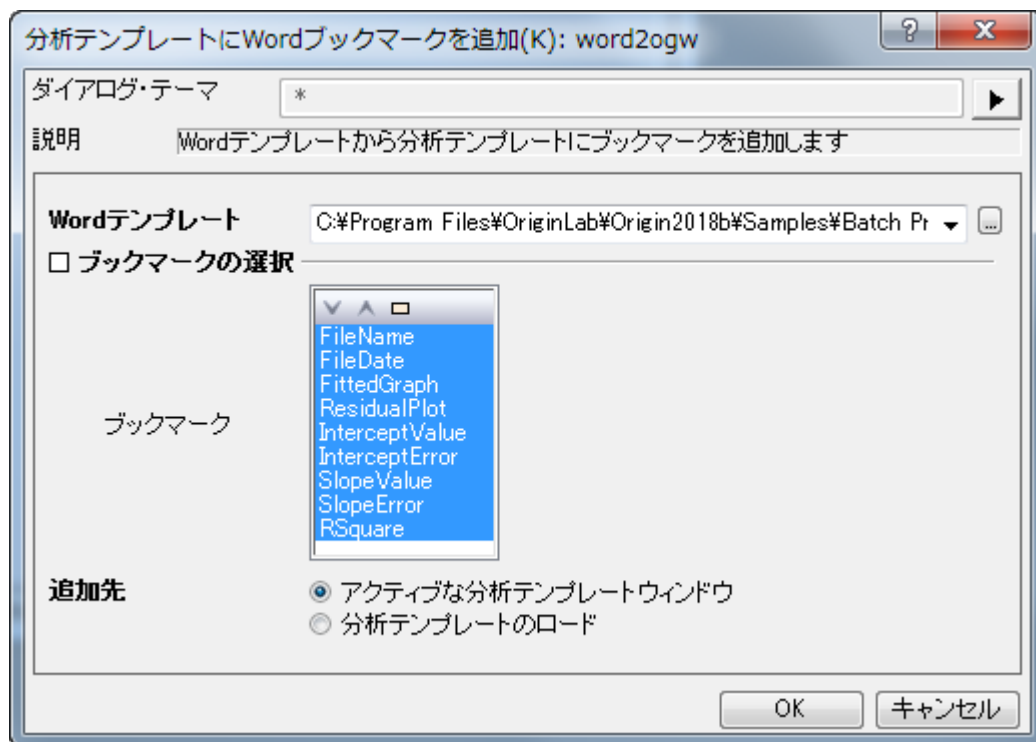 分析テンプレートにWordブックマークを追加(K): word2ogw
ダイアログ・テーマ *
説明 Wordテンプレートから分析テンプレートにブックマークを追加します
Wordテンプレート C:¥Program Files¥OriginLab¥Origin2018b¥Samples¥Batch Pr ...
ブックマークの選択
FileName
FileDate
FittedGraph
ResidualPlot
ブックマーク
InterceptValue
InterceptError
SlopeValue
SlopeError
RSquare
追加先 アクティブな分析テンプレートウィンドウ
分析テンプレートのロード
OK キャンセル